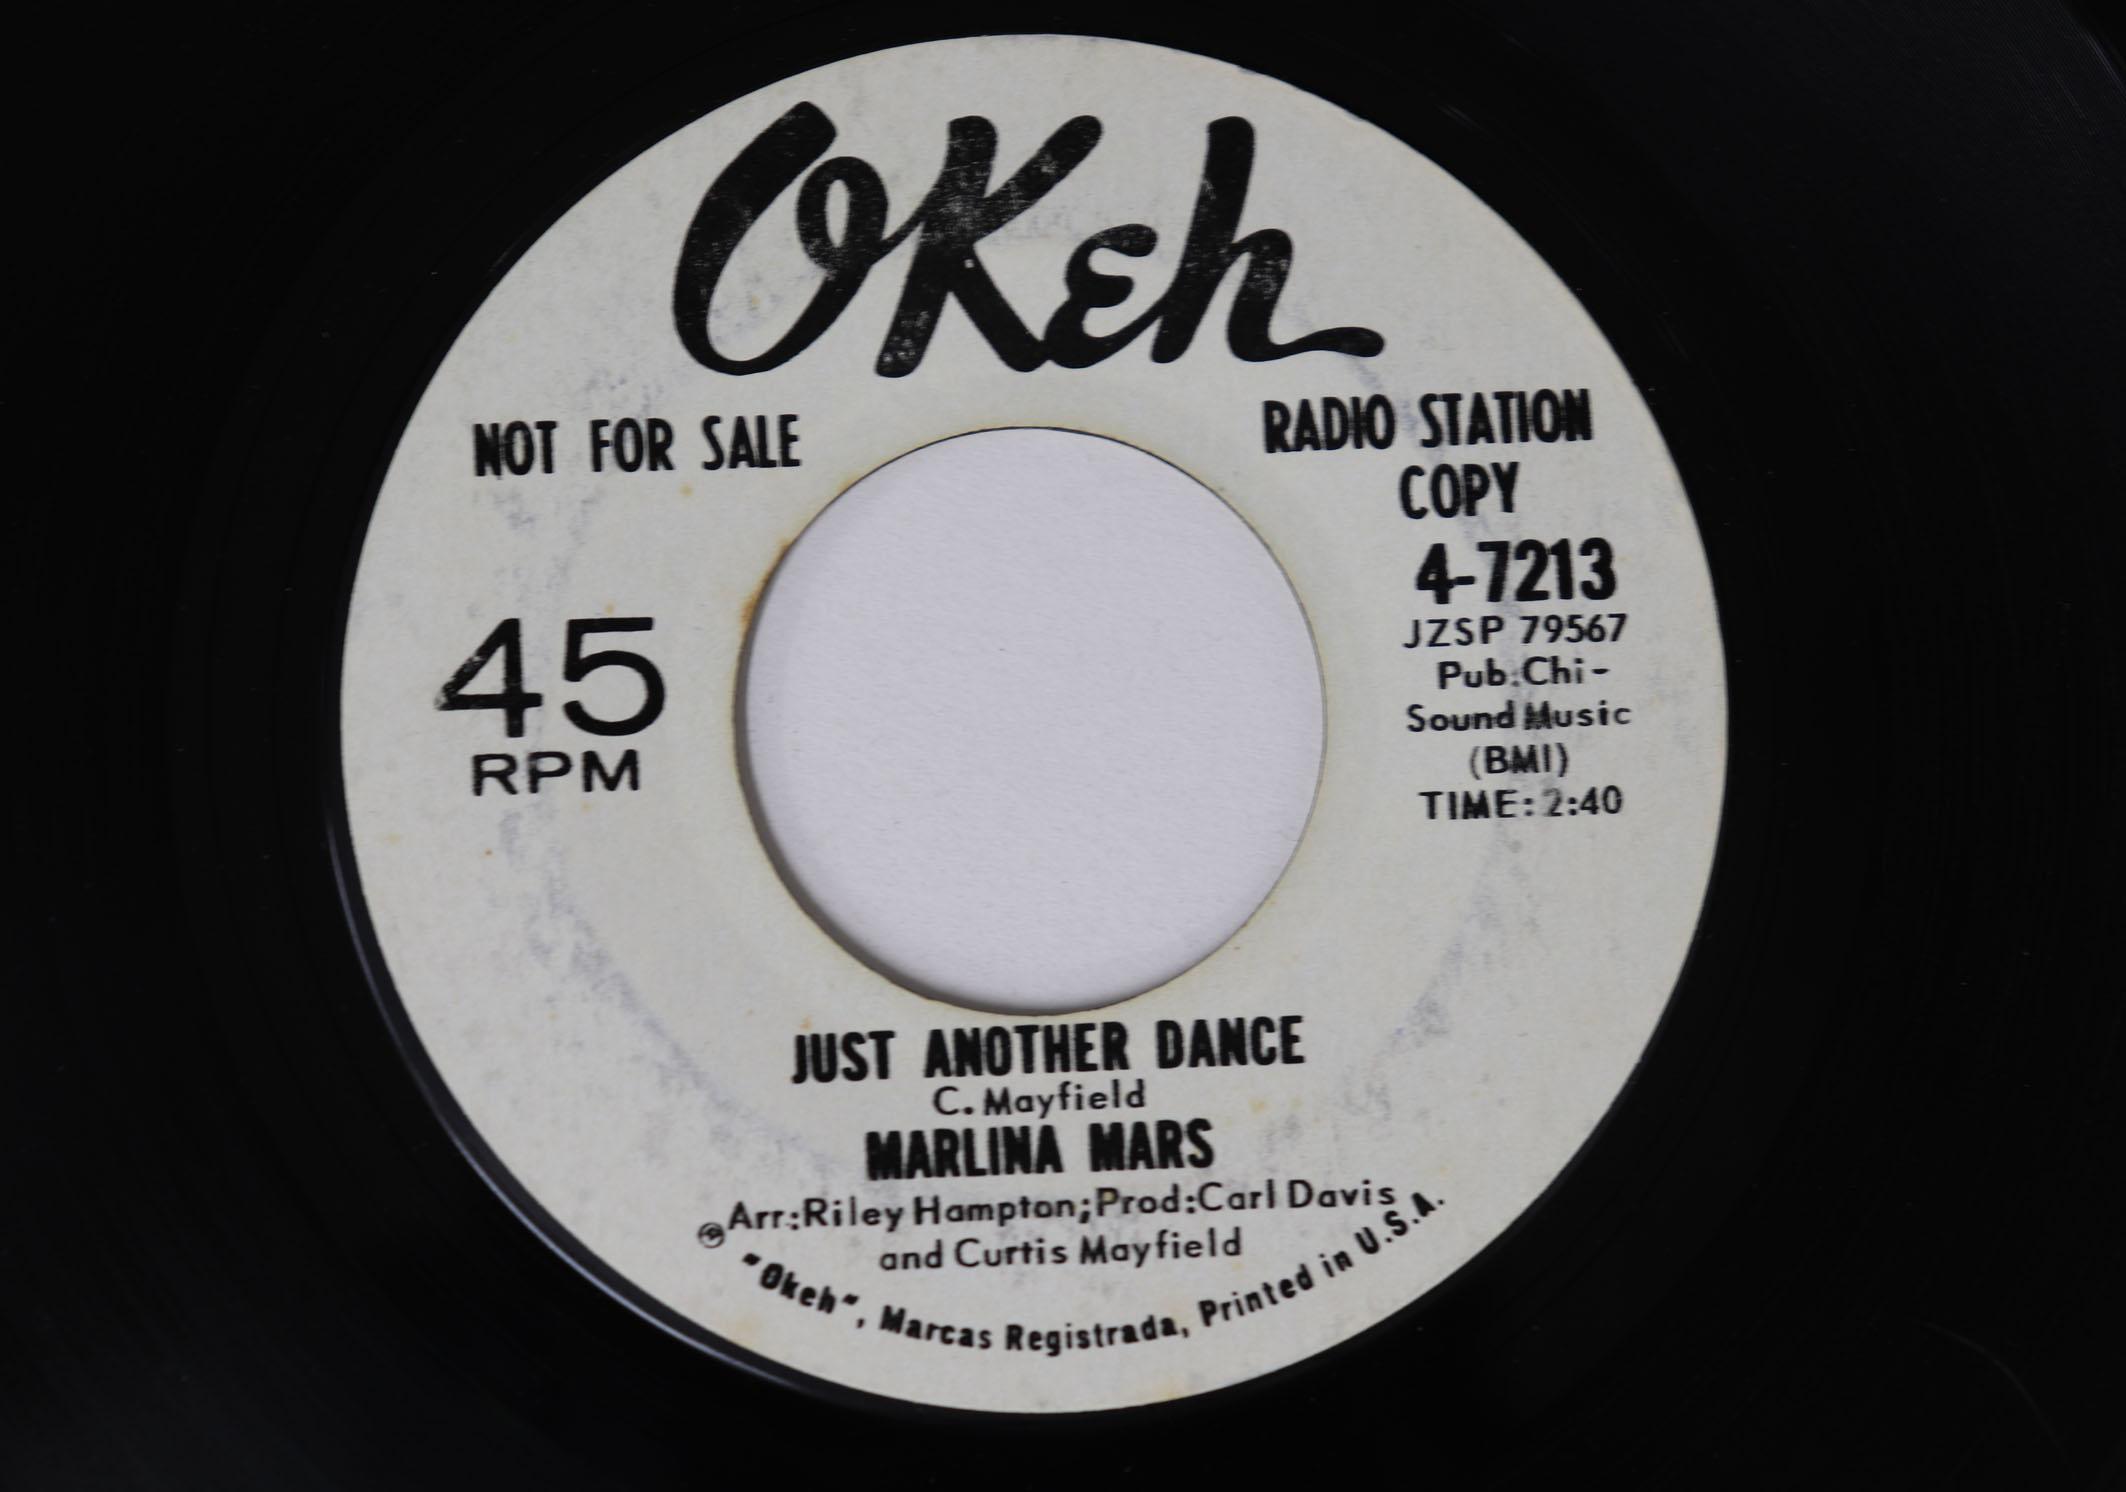 OKeh
NOT FOR SALE
RADIO STATION
COPY
4-7213
JZSP 79567
Pub:Chi-
Sound Music
(BMI)
TIME: 2:40
45
RPM
JUST ANOTHER DANCE
C. Mayfield
MARLINA MARS
Arr:Riley Hampton;Prod:Carl Davis
and Curtis Mayfield
℗ "Okeh", Marcas Registrada, Printed in U.S.A.